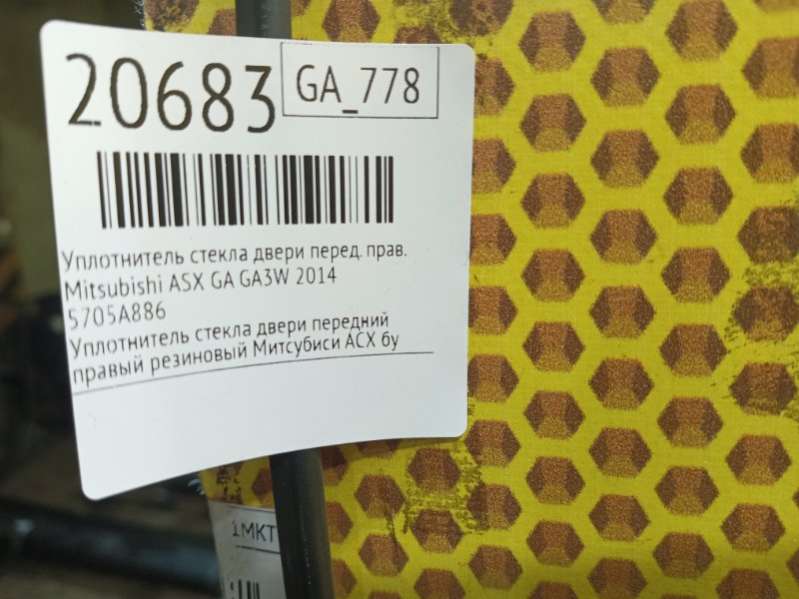 20683 GA_778
Уплотнитель стекла двери перед. прав.
Mitsubishi ASX GA GA3W 2014
5705A886
Уплотнитель стекла двери передний
правый резиновый Митсубиси АСХ бу
1МКТ